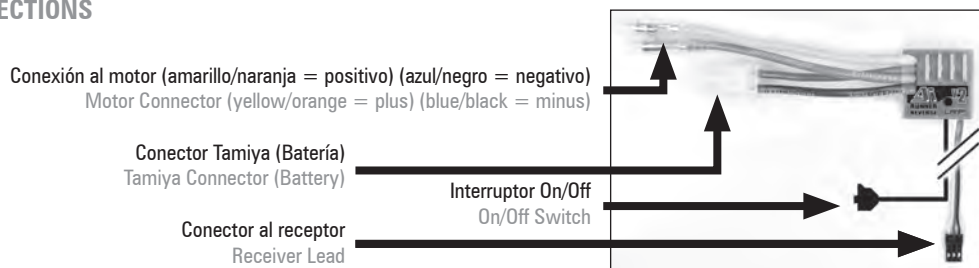 ECTIONS
Conexión al motor (amarillo/naranja = positivo) (azul/negro = negativo)
Motor Connector (yellow/orange = plus) (blue/black = minus)
Conector Tamiya (Batería)
Tamiya Connector (Battery)
Interruptor On/Off
On/Off Switch
Conector al receptor
Receiver Lead